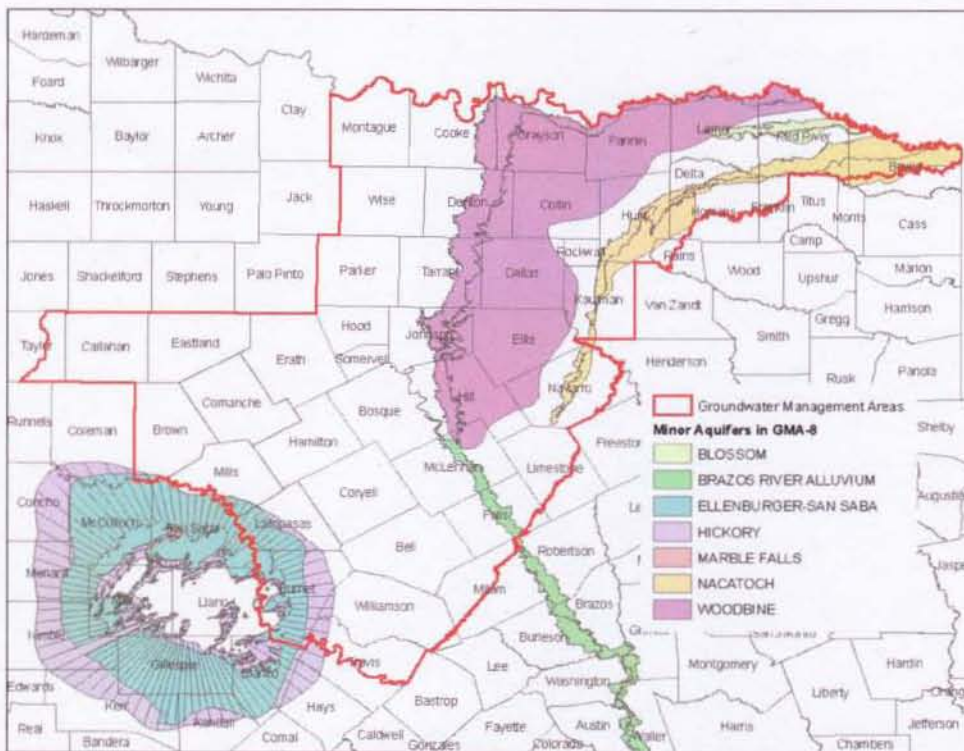 Hardeman
Wilbarger
Wichita
Foard
Clay
Montague
Cooke
Grayson
Fannin
Lamar
Red River
Knox
Baylor
Archer
Delta
Bowie
Haskell
Throckmorton
Young
Jack
Wise
Denton
Collin
Hunt
Hopkins
Franklin
Titus
Morris
Cass
Rockwall
Camp
Jones
Shackelford
Stephens
Palo Pinto
Parker
Tarrant
Dallas
Rains
Wood
Upshur
Marion
Kaufman
Van Zandt
Gregg
Harrison
Hood
Johnson
Ellis
Smith
Taylor
Callahan
Eastland
Erath
Somervell
Henderson
Rusk
Panola
Navarro
Comanche
Bosque
Hill
Runnels
Coleman
Brown
Hamilton
Freestone
Shelby
Mills
McLennan
Limestone
Concho
Coryell
McCulloch
San Saba
Lampasas
Falls
Bell
Robertson
Menard
Burnet
Milam
Llano
Williamson
Brazos
Kimble
Burleson
Gillespie
Travis
Lee
Blanco
Washington
Montgomery
Hardin
Edwards
Kerr
Hays
Bastrop
Liberty
Real
Kendall
Bandera
Comal
Caldwell
Fayette
Austin
Waller
Harris
Jefferson
Gonzales
Colorado
Chambers
Groundwater Management Areas
Minor Aquifers in GMA-8
BLOSSOM
BRAZOS RIVER ALLUVIUM
ELLENBURGER-SAN SABA
HICKORY
MARBLE FALLS
NACATOCH
WOODBINE